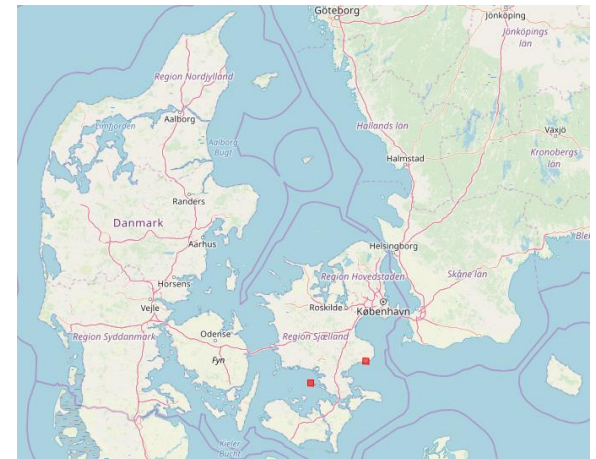 Göteborg
Jönköping
Jönköpings
län
Region Nordjylland
Aalborg
Limfjorden
Aalborg
Bugt
Hallands län
Växjö
Kronobergs
län
Halmstad
Randers
Danmark
Aarhus
Horsens
Helsingborg
Region Hovedstaden
Skåne län
Vejle
Roskilde
København
Odense
Region Sjælland
Region Syddanmark
Fyn
Kieler
Bucht